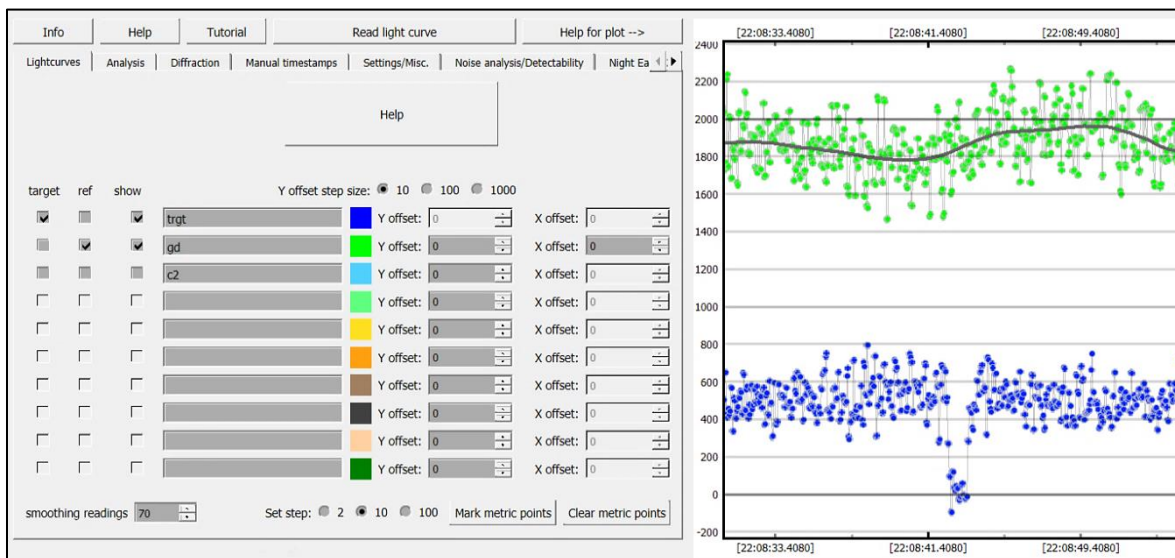 Info Help Tutorial Read light curve Help for plot -->
Lightcurves Analysis Diffraction Manual timestamps Settings/Misc. Noise analysis/Detectability Night Ea
Help
target ref show Y offset step size: 10 100 1000
trgt Y offset: 0 X offset: 0
gd Y offset: 0 X offset: 0
c2 Y offset: 0 X offset: 0
Y offset: 0 X offset: 0
Y offset: 0 X offset: 0
Y offset: 0 X offset: 0
Y offset: 0 X offset: 0
Y offset: 0 X offset: 0
Y offset: 0 X offset: 0
Y offset: 0 X offset: 0
smoothing readings 70 Set step: 2 10 100 Mark metric points Clear metric points
[22:08:33.4080] [22:08:41.4080] [22:08:49.4080]
2400
2200
2000
1800
1600
1400
1200
1000
800
600
400
200
0
-200
[22:08:33.4080] [22:08:41.4080] [22:08:49.4080]